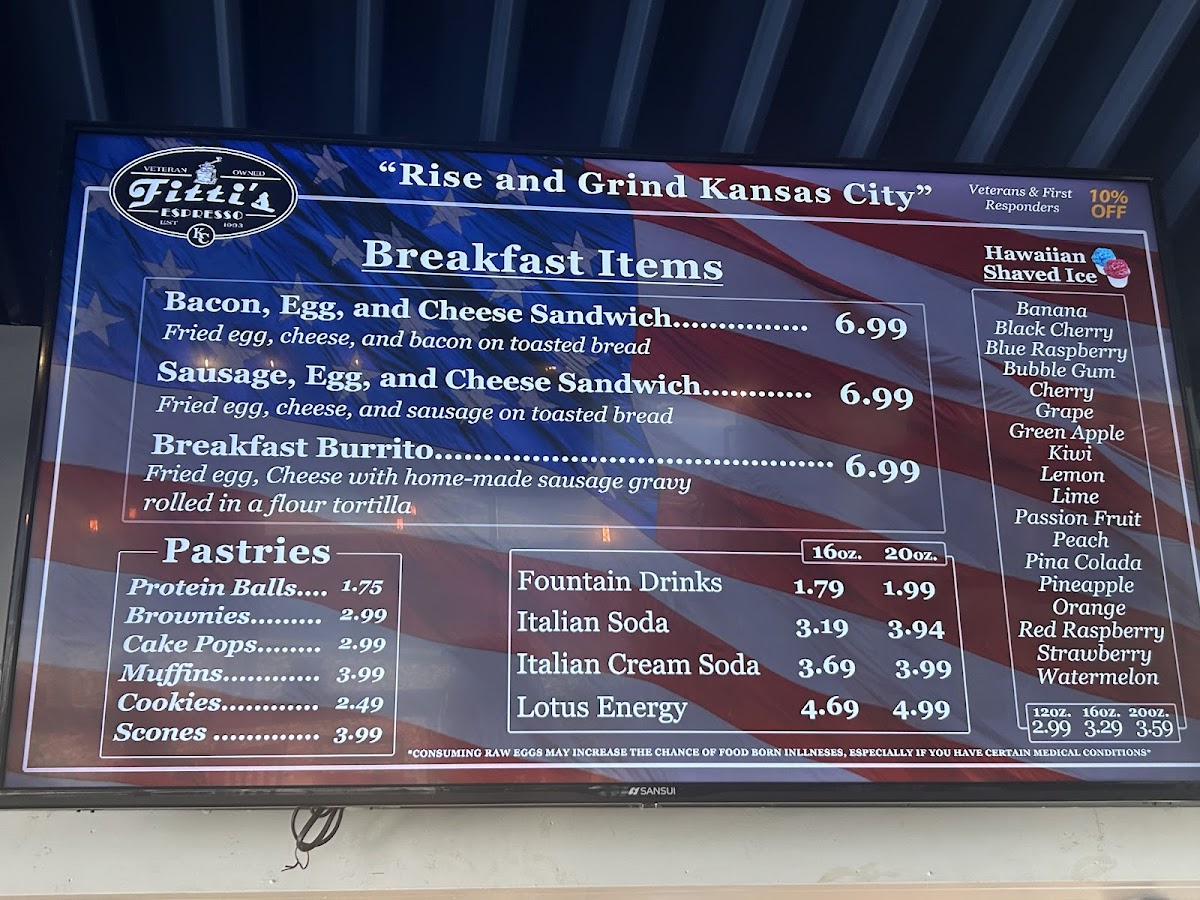 VETERAN OWNED
Fitti's
ESPRESSO
EST 1993
KC
“Rise and Grind Kansas City”
Veterans & First
Responders
10%
OFF
Breakfast Items
Bacon, Egg, and Cheese Sandwich............... 6.99
Fried egg, cheese, and bacon on toasted bread
Sausage, Egg, and Cheese Sandwich............ 6.99
Fried egg, cheese, and sausage on toasted bread
Breakfast Burrito....................................... 6.99
Fried egg, Cheese with home-made sausage gravy
rolled in a flour tortilla
Pastries
Protein Balls.... 1.75
Brownies......... 2.99
Cake Pops........ 2.99
Muffins............. 3.99
Cookies............ 2.49
Scones ............. 3.99
16oz. 20oz.
Fountain Drinks 1.79 1.99
Italian Soda 3.19 3.94
Italian Cream Soda 3.69 3.99
Lotus Energy 4.69 4.99
Hawaiian
Shaved Ice
Banana
Black Cherry
Blue Raspberry
Bubble Gum
Cherry
Grape
Green Apple
Kiwi
Lemon
Lime
Passion Fruit
Peach
Pina Colada
Pineapple
Orange
Red Raspberry
Strawberry
Watermelon
12oz. 16oz. 20oz.
2.99 3.29 3.59
*CONSUMING RAW EGGS MAY INCREASE THE CHANCE OF FOOD BORN INLLNESES, ESPECIALLY IF YOU HAVE CERTAIN MEDICAL CONDITIONS*
SANSUI